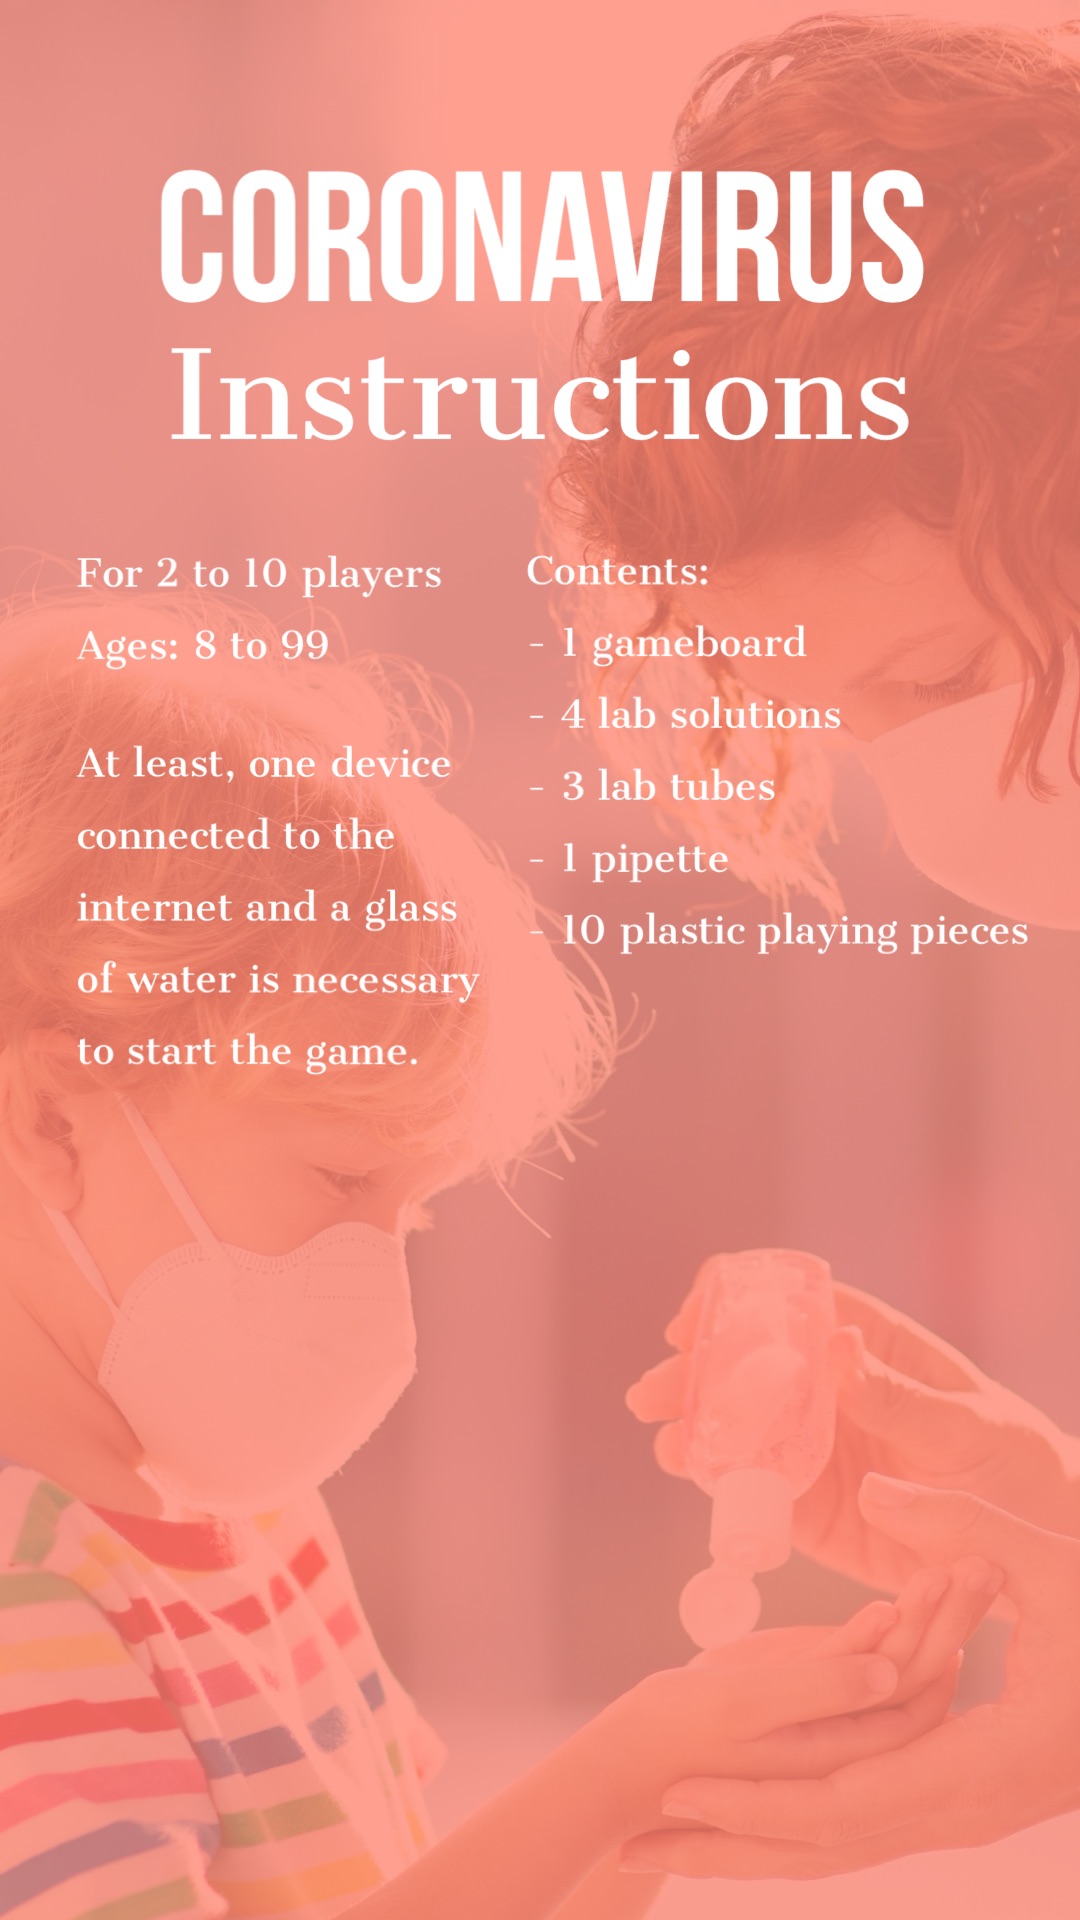 CORONAVIRUS
Instructions
For 2 to 10 players
Ages: 8 to 99
At least, one device
connected to the
internet and a glass
of water is necessary
to start the game.
Contents:
- 1 gameboard
- 4 lab solutions
- 3 lab tubes
- 1 pipette
- 10 plastic playing pieces